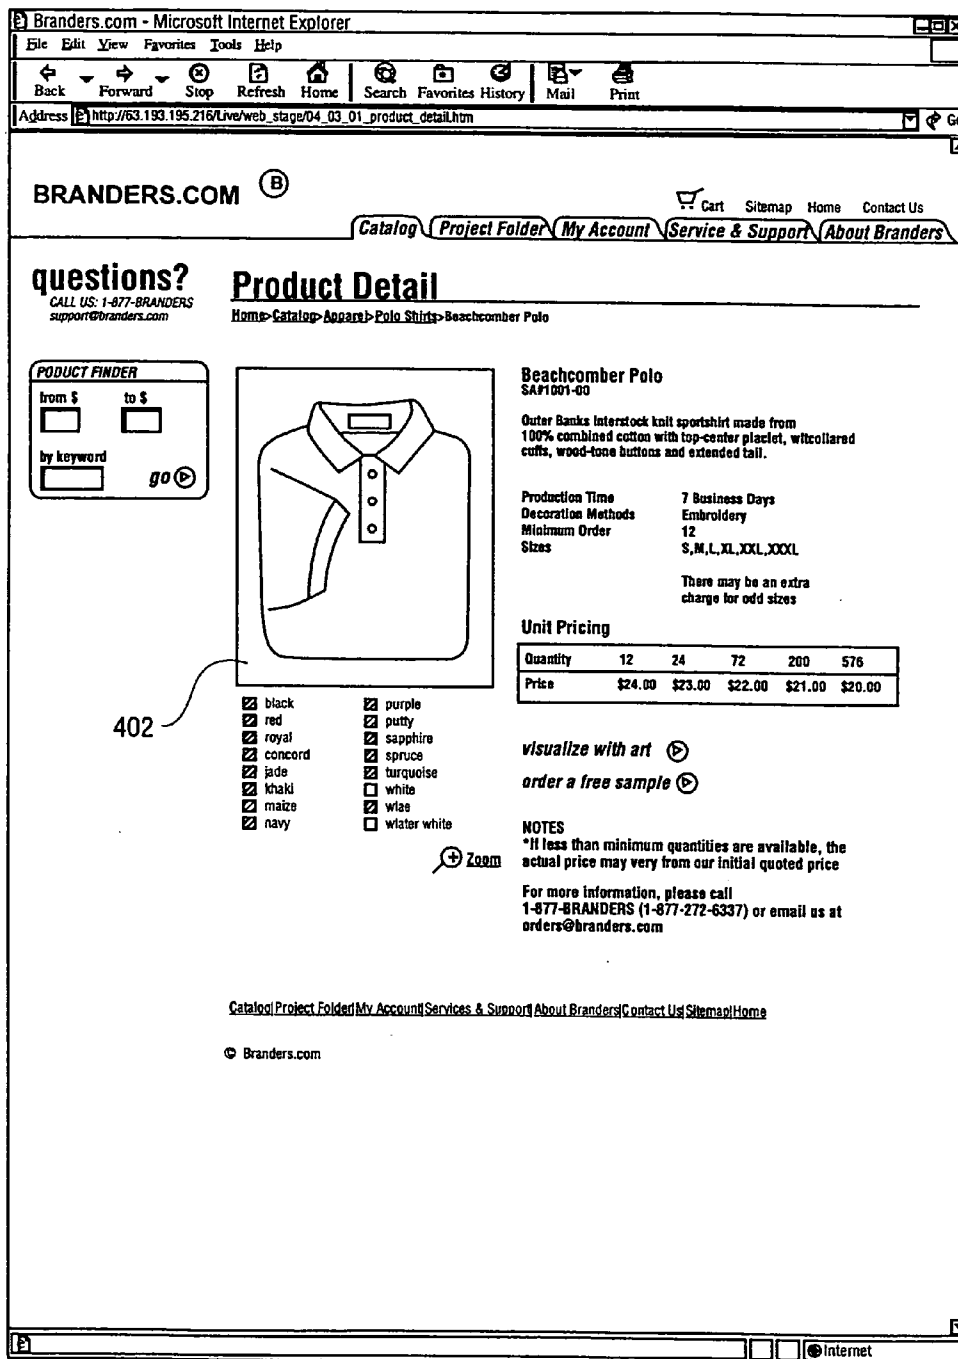 Branders.com - Microsoft Internet Explorer
File Edit View Favorites Tools Help
Back Forward Stop Refresh Home Search Favorites History Mail Print
Address http://63.193.195.216/Live/web_stage/04_03_01_product_detail.htm Go
BRANDERS.COM B
Cart Sitemap Home Contact Us
Catalog Project Folder My Account Service & Support About Branders
questions?
CALL US: 1-877-BRANDERS
support@branders.com
Product Detail
Home>Catalog>Apparel>Polo Shirts>Beachcomber Polo
PODUCT FINDER
from $ to $
by keyword
go
Beachcomber Polo
SA#1001-00
Outer Banks Interstock knit sportshirt made from
100% combined cotton with top-center placlet, witcollared
cuffs, wood-tone buttons and extended tail.
Production Time 7 Business Days
Decoration Methods Embroidery
Minimum Order 12
Sizes S,M,L,XL,XXL,XXXL
There may be an extra
charge for odd sizes
Unit Pricing
Quantity 12 24 72 200 576
Price $24.00 $23.00 $22.00 $21.00 $20.00
402
black purple
red putty
royal sapphire
concord spruce
jade turquoise
khaki white
maize wlae
navy wlater white
Zoom
visualize with art
order a free sample
NOTES
*If less than minimum quantities are available, the
actual price may very from our initial quoted price
For more information, please call
1-877-BRANDERS (1-877-272-6337) or email us at
orders@branders.com
Catalog|Project Folder|My Account|Services & Support|About Branders|Contact Us|Sitemap|Home
© Branders.com
Internet